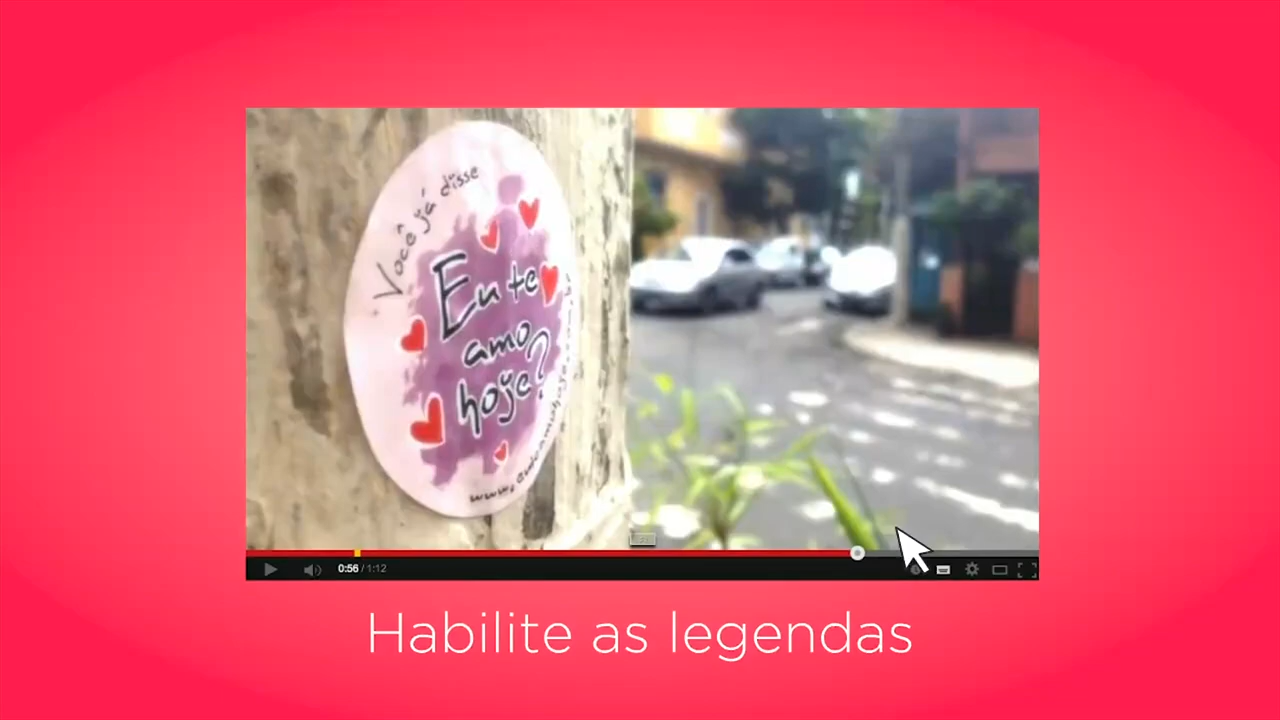 Você já disse
Eu te
amo
hoje?
0:56 / 1:12
Habilite as legendas